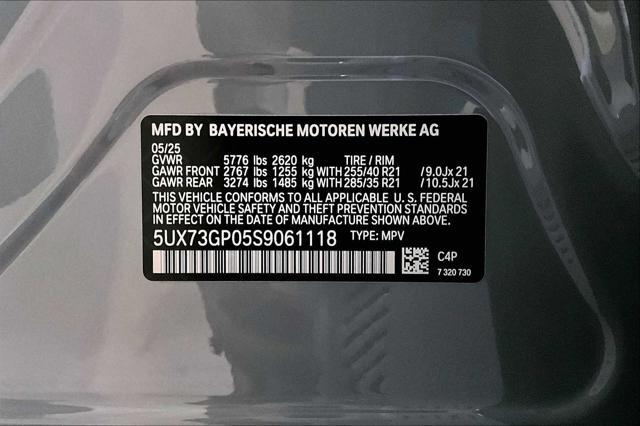 MFD BY BAYERISCHE MOTOREN WERKE AG
05/25
GVWR 5776 lbs 2620 kg TIRE / RIM
GAWR FRONT 2767 lbs 1255 kg WITH 255/40 R21 /9.0Jx 21
GAWR REAR 3274 lbs 1485 kg WITH 285/35 R21 /10.5Jx 21
THIS VEHICLE CONFORMS TO ALL APPLICABLE U. S. FEDERAL
MOTOR VEHICLE SAFETY AND THEFT PREVENTION STANDARDS
IN EFFECT ON THE DATE OF MANUFACTURE SHOWN ABOVE.
5UX73GP05S9061118 TYPE: MPV
C4P
7 320 730